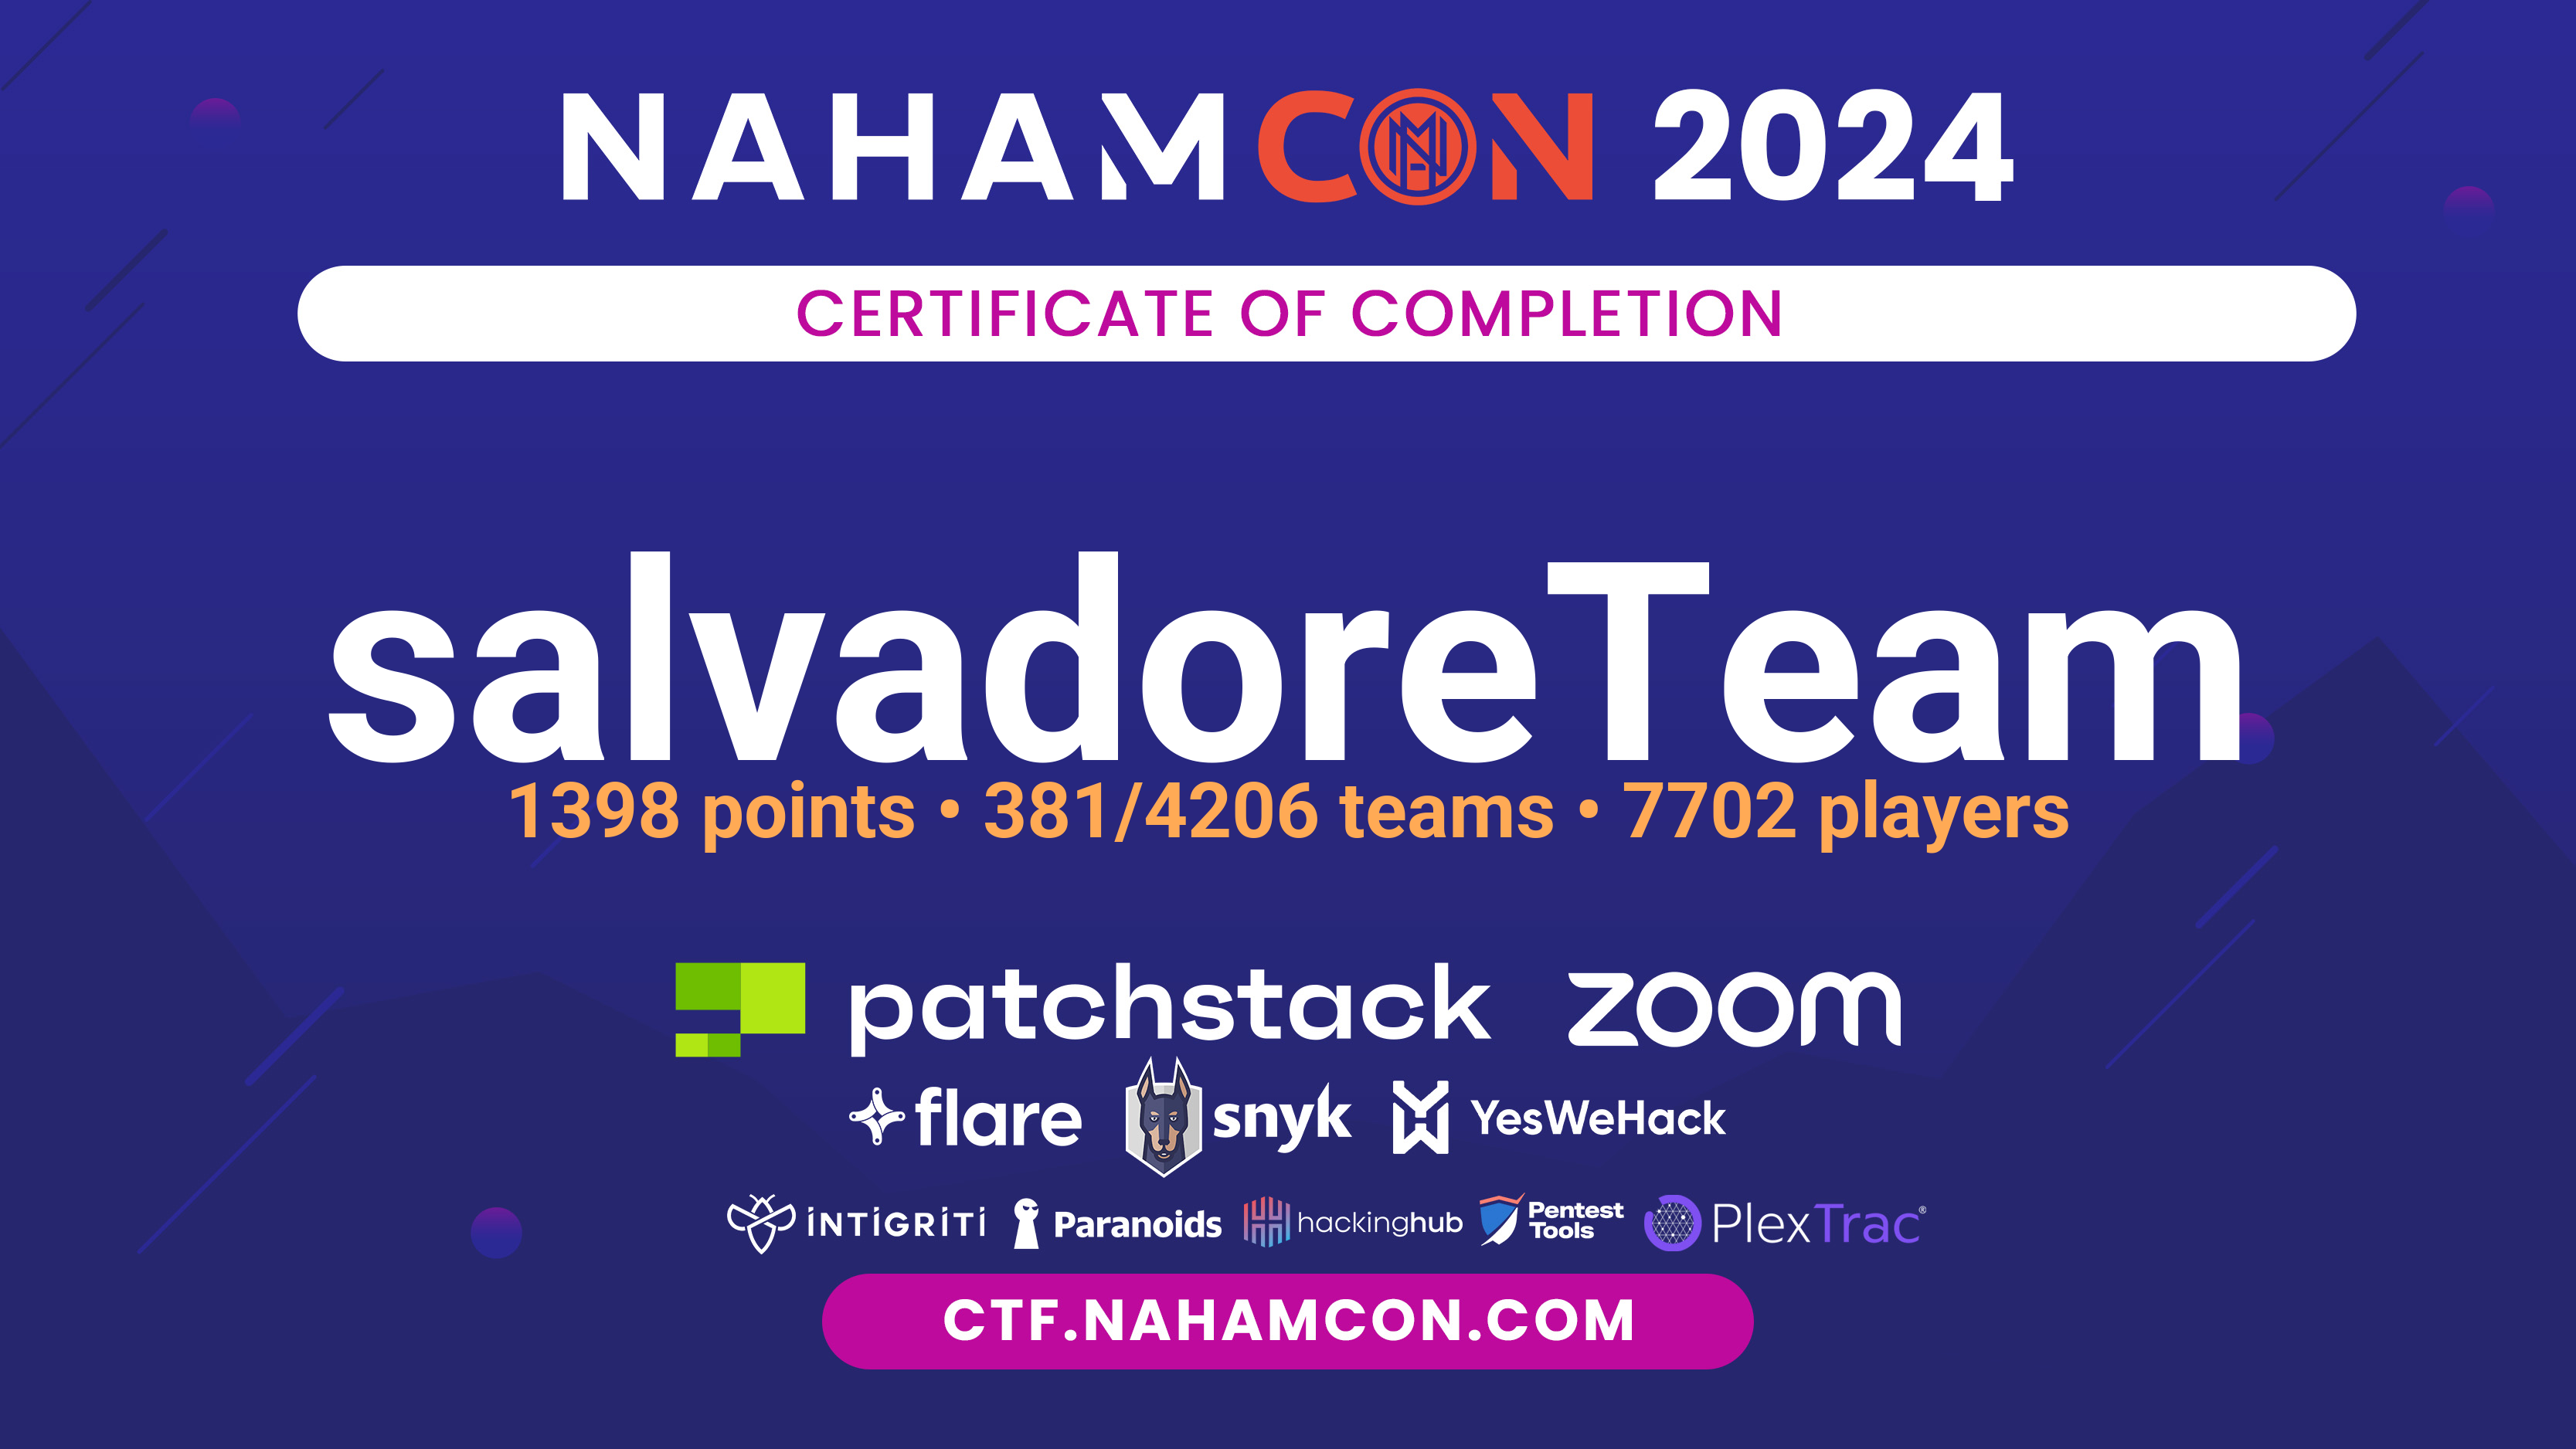 NAHAMCON 2024
CERTIFICATE OF COMPLETION
salvadoreTeam
1398 points • 381/4206 teams • 7702 players
patchstack zoom
flare snyk YesWeHack
INTIGRITI Paranoids hackinghub Pentest Tools PlexTrac®
CTF.NAHAMCON.COM